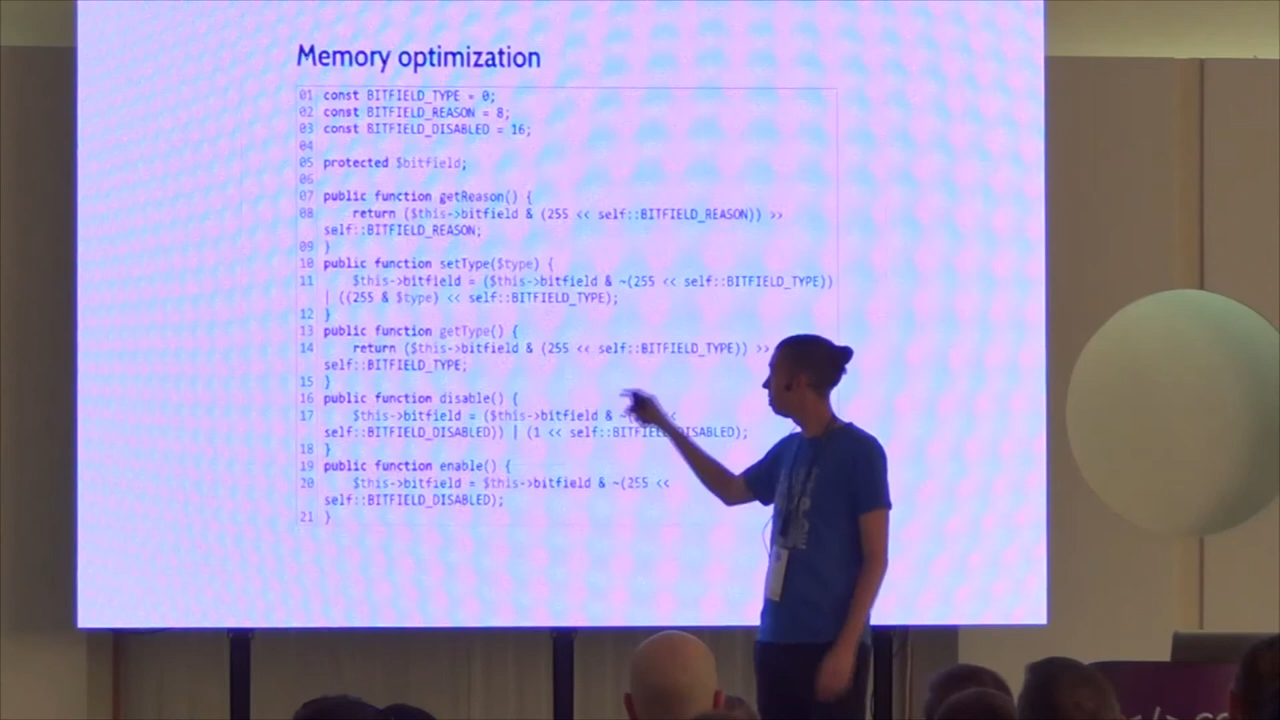 Memory optimization
01 const BITFIELD_TYPE = 0;
02 const BITFIELD_REASON = 8;
03 const BITFIELD_DISABLED = 16;
04
05 protected $bitfield;
06
07 public function getReason() {
08 return ($this->bitfield & (255 << self::BITFIELD_REASON)) >>
self::BITFIELD_REASON;
09 }
10 public function setType($type) {
11 $this->bitfield = ($this->bitfield & ~(255 << self::BITFIELD_TYPE))
| ((255 & $type) << self::BITFIELD_TYPE);
12 }
13 public function getType() {
14 return ($this->bitfield & (255 << self::BITFIELD_TYPE)) >>
self::BITFIELD_TYPE;
15 }
16 public function disable() {
17 $this->bitfield = ($this->bitfield & ~
self::BITFIELD_DISABLED)) | (1 << self::BITFIELD_DISABLED);
18 }
19 public function enable() {
20 $this->bitfield = $this->bitfield & ~(255 <<
self::BITFIELD_DISABLED);
21 }